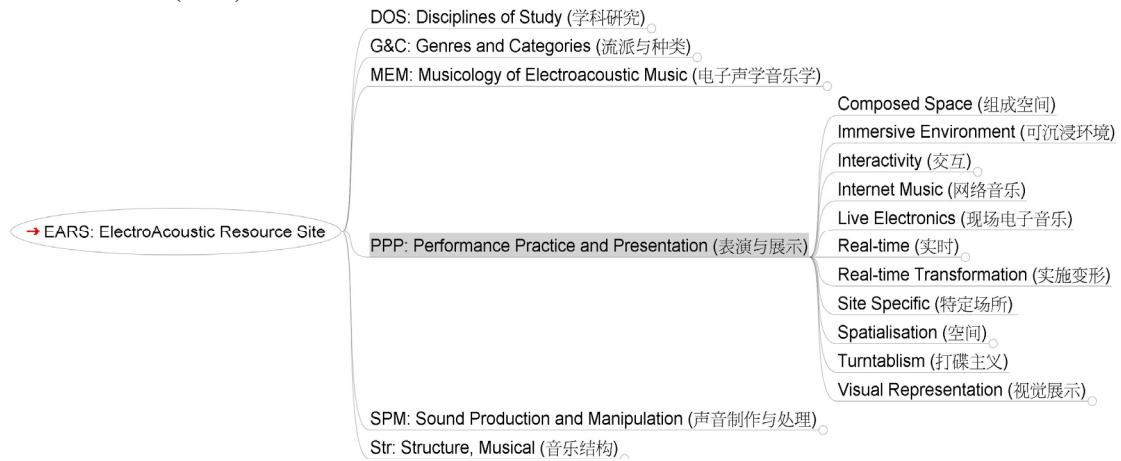 DOS: Disciplines of Study (学科研究)
G&C: Genres and Categories (流派与种类)
MEM: Musicology of Electroacoustic Music (电子声学音乐学)
Composed Space (组成空间)
Immersive Environment (可沉浸环境)
Interactivity (交互)
Internet Music (网络音乐)
Live Electronics (现场电子音乐)
→ EARS: ElectroAcoustic Resource Site
PPP: Performance Practice and Presentation (表演与展示)
Real-time (实时)
Real-time Transformation (实施变形)
Site Specific (特定场所)
Spatialisation (空间)
Turntablism (打碟主义)
Visual Representation (视觉展示)
SPM: Sound Production and Manipulation (声音制作与处理)
Str: Structure, Musical (音乐结构)